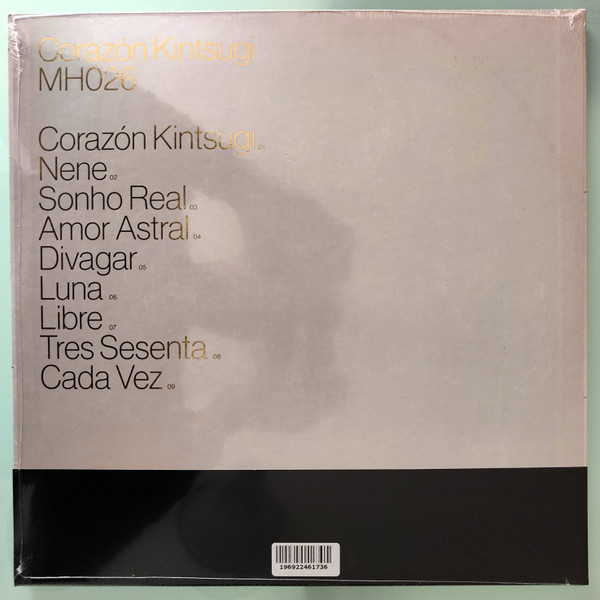 Corazón Kintsugi
MH026
Corazón Kintsugi 01
Nene 02
Sonho Real 03
Amor Astral 04
Divagar 05
Luna 06
Libre 07
Tres Sesenta 08
Cada Vez 09
196922461736